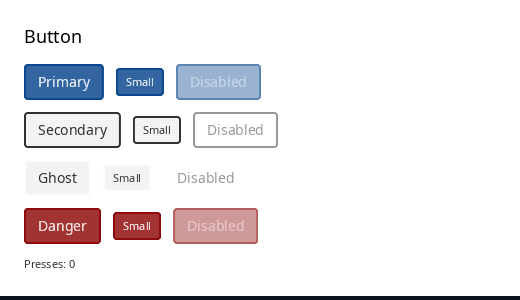 Button
Primary Small Disabled
Secondary Small Disabled
Ghost Small Disabled
Danger Small Disabled
Presses: 0